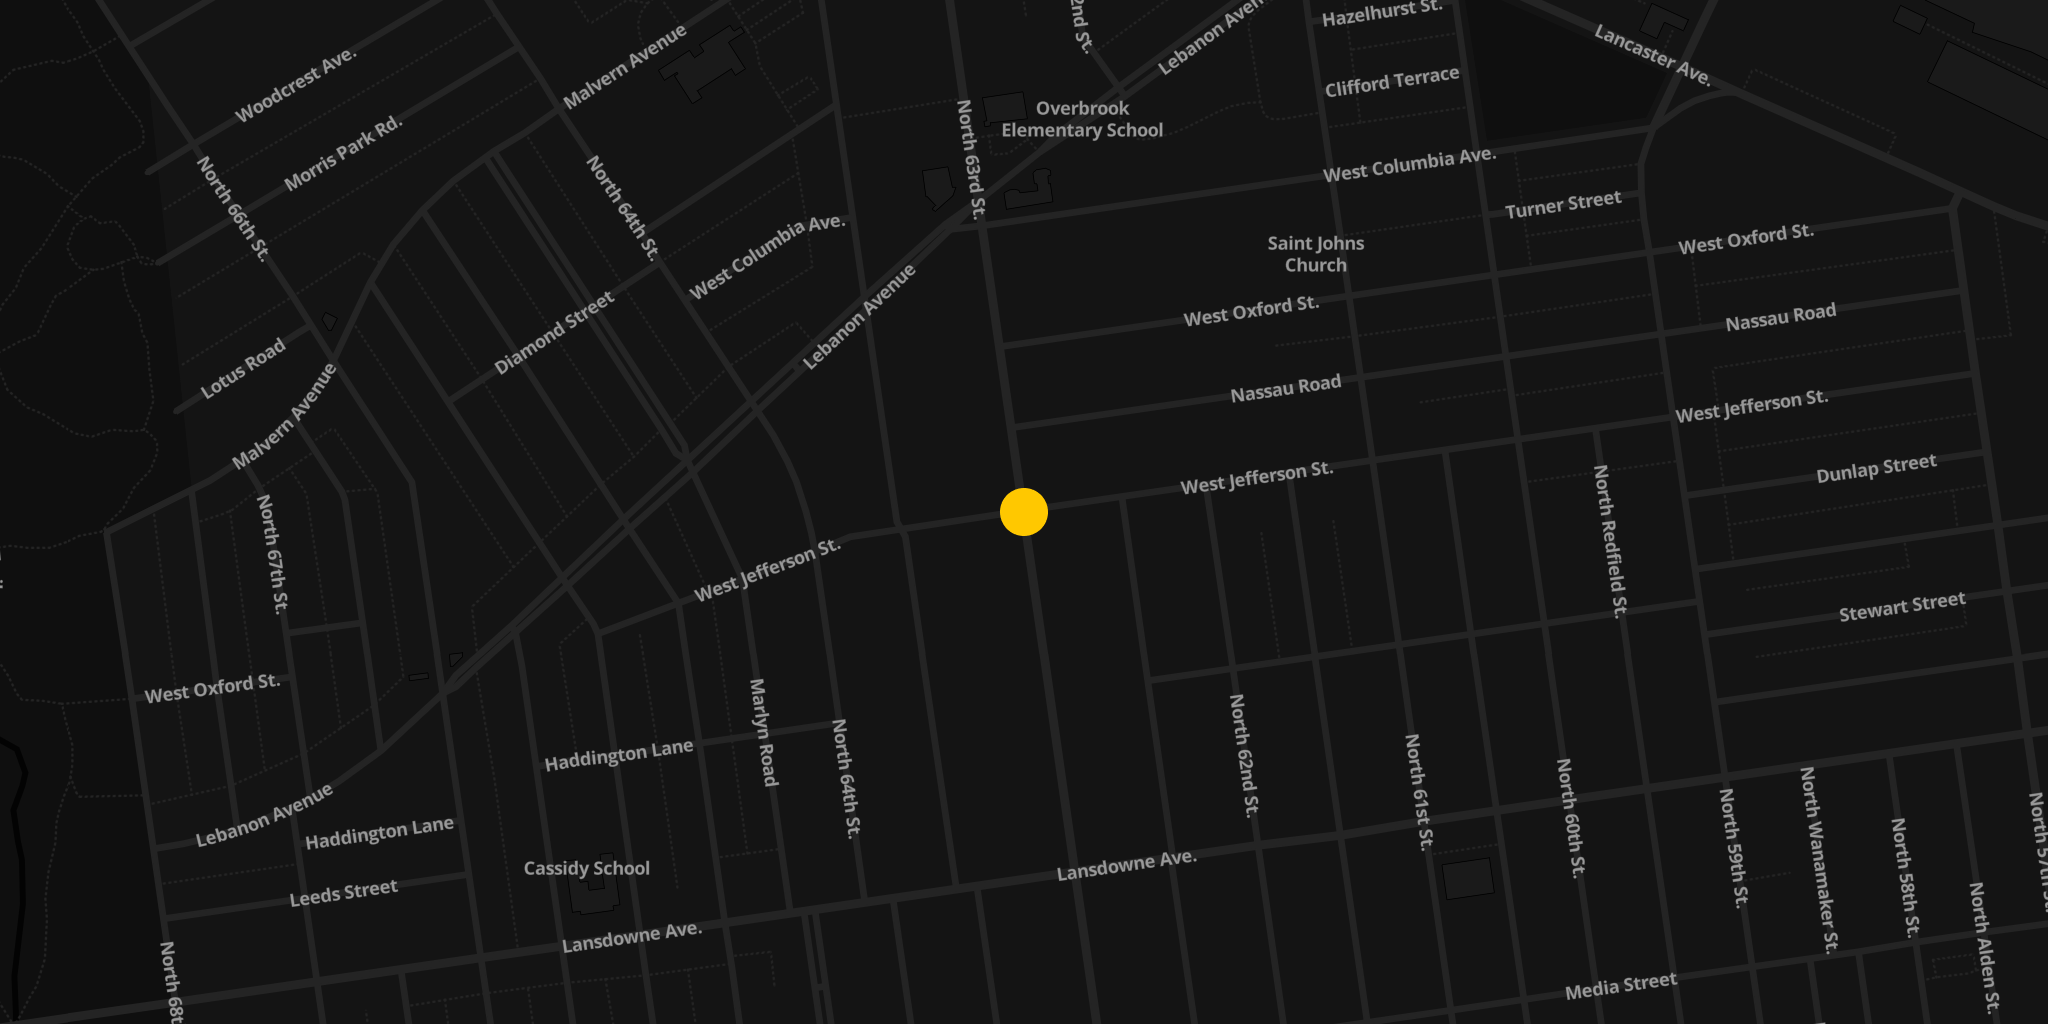 Hazelhurst St.
2nd St.
Lebanon Aven
Lancaster Ave.
Woodcrest Ave.
Malvern Avenue
Clifford Terrace
Overbrook
Elementary School
North 63rd St.
Morris Park Rd.
West Columbia Ave.
North 66th St.
North 64th St.
Turner Street
West Columbia Ave.
Saint Johns
Church
West Oxford St.
Lebanon Avenue
West Oxford St.
Diamond Street
Nassau Road
Lotus Road
Nassau Road
Malvern Avenue
West Jefferson St.
West Jefferson St.
Dunlap Street
North 67th St.
North Redfield St.
West Jefferson St.
Stewart Street
West Oxford St.
Marlyn Road
North 62nd St.
Haddington Lane
North 64th St.
North 61st St.
North 60th St.
North 59th St.
North Wanamaker St.
North 58th St.
North 57th St.
Lebanon Avenue
Haddington Lane
Cassidy School
Lansdowne Ave.
Leeds Street
Lansdowne Ave.
North Alden St.
North 68t
Media Street